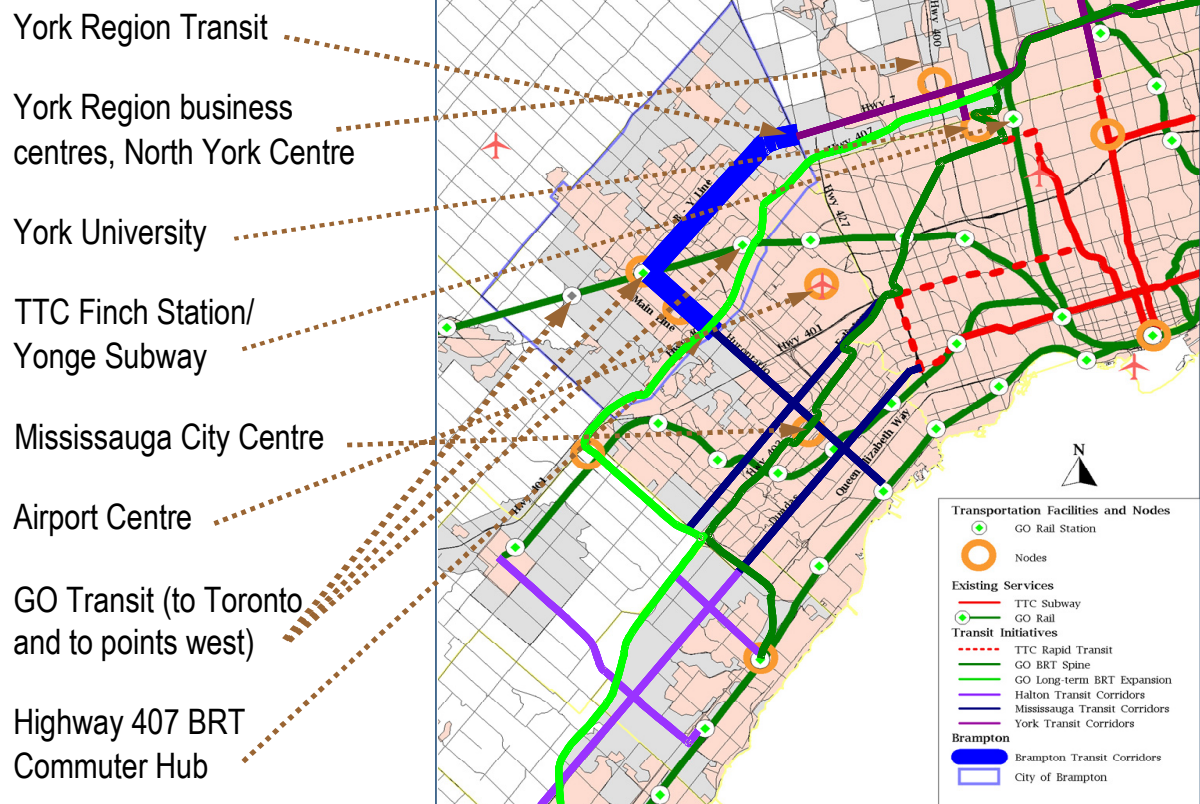 York Region Transit
York Region business
centres, North York Centre
York University
TTC Finch Station/
Yonge Subway
Mississauga City Centre
Airport Centre
GO Transit (to Toronto
and to points west)
Highway 407 BRT
Commuter Hub
Hwy 400
Hwy 7
Hwy 407
Hwy 427
Main Line
Hurontario
Hwy 401
Hwy 403
Dundas
Queen Elizabeth Way
Hwy 401
N
Transportation Facilities and Nodes
GO Rail Station
Nodes
Existing Services
TTC Subway
GO Rail
Transit Initiatives
TTC Rapid Transit
GO BRT Spine
GO Long-term BRT Expansion
Halton Transit Corridors
Mississauga Transit Corridors
York Transit Corridors
Brampton
Brampton Transit Corridors
City of Brampton